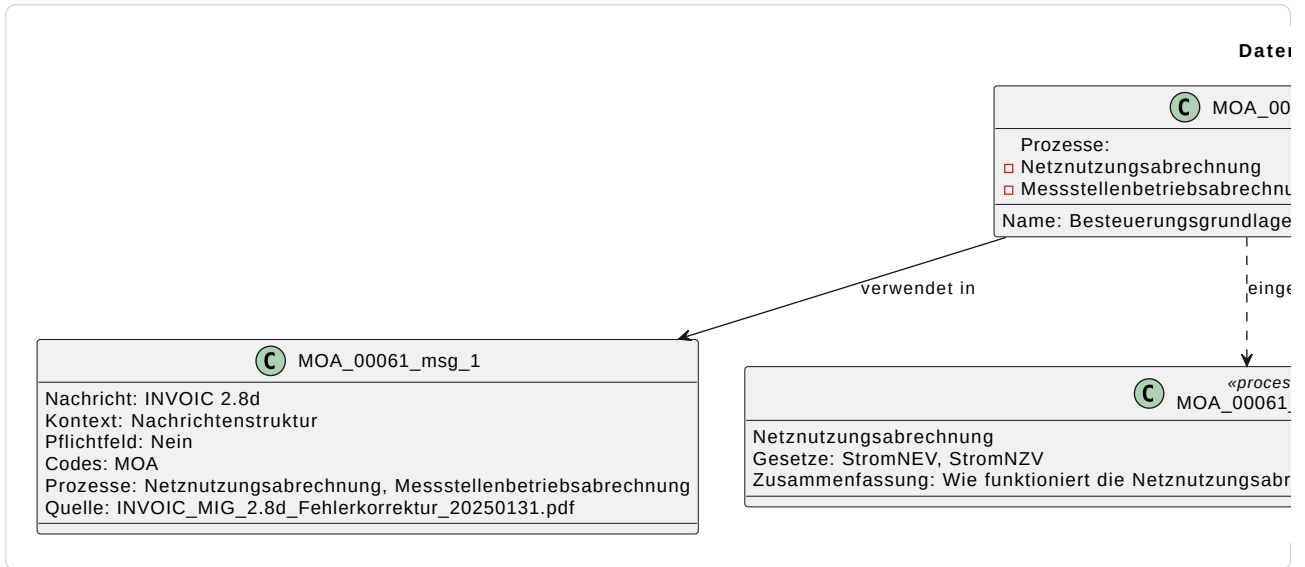 Daten
C MOA_00
Prozesse:
Netznutzungsabrechnung
Messstellenbetriebsabrechnu
Name: Besteuerungsgrundlage
verwendet in
einge
C MOA_00061_msg_1
Nachricht: INVOIC 2.8d
Kontext: Nachrichtenstruktur
Pflichtfeld: Nein
Codes: MOA
Prozesse: Netznutzungsabrechnung, Messstellenbetriebsabrechnung
Quelle: INVOIC_MIG_2.8d_Fehlerkorrektur_20250131.pdf
«proces
C MOA_00061_
Netznutzungsabrechnung
Gesetze: StromNEV, StromNZV
Zusammenfassung: Wie funktioniert die Netznutzungsabr